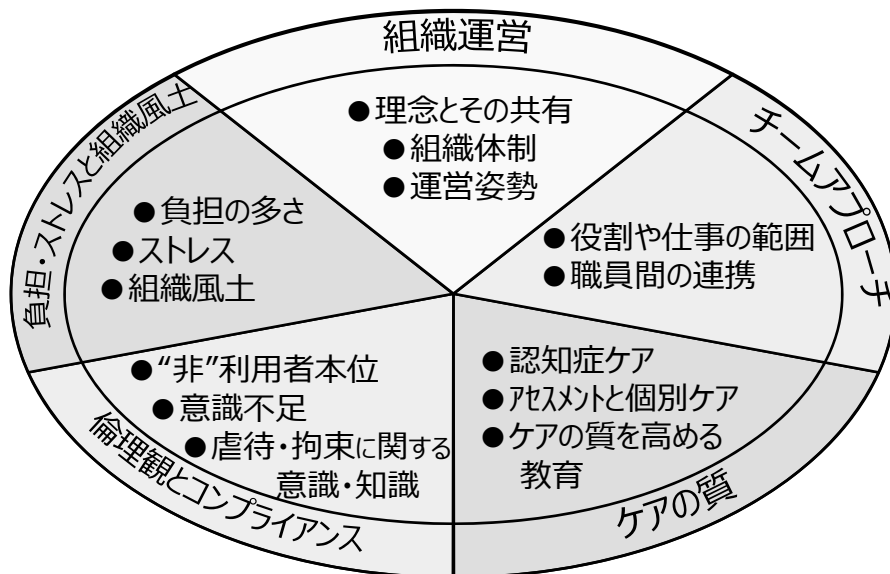 組織運営
●理念とその共有
●組織体制
●運営姿勢
チームアプローチ
●役割や仕事の範囲
●職員間の連携
ケアの質
●認知症ケア
●アセスメントと個別ケア
●ケアの質を高める
教育
倫理観とコンプライアンス
●“非”利用者本位
●意識不足
●虐待・拘束に関する
意識・知識
負担・ストレスと組織風土
●負担の多さ
●ストレス
●組織風土